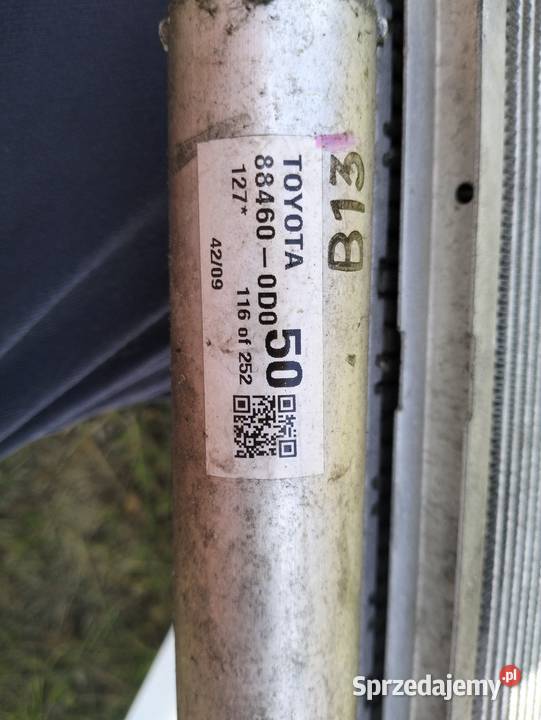 TOYOTA
88460-0D050
127*
116 of 252
42/09
B13
Sprzedajemy.pl